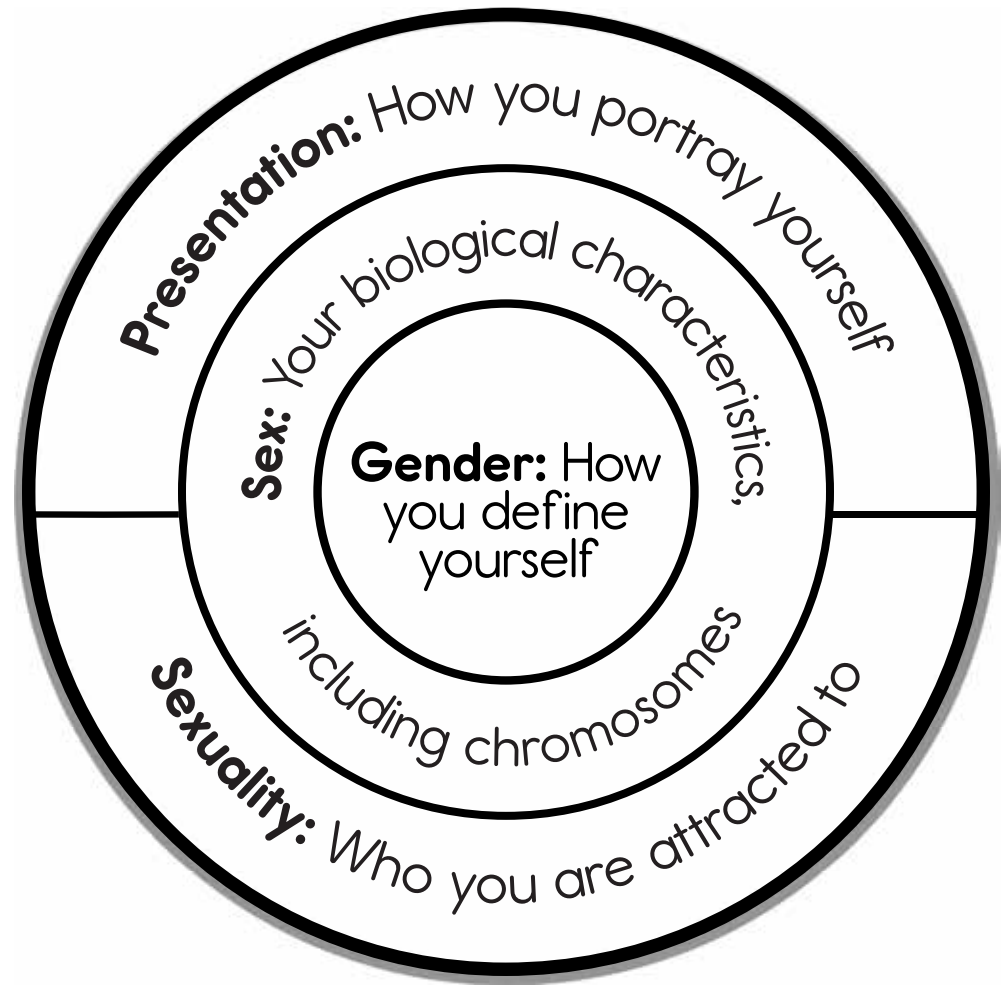 Presentation: How you portray yourself
Sex: Your biological characteristics,
including chromosomes
Gender: How
you define
yourself
Sexuality: Who you are attracted to